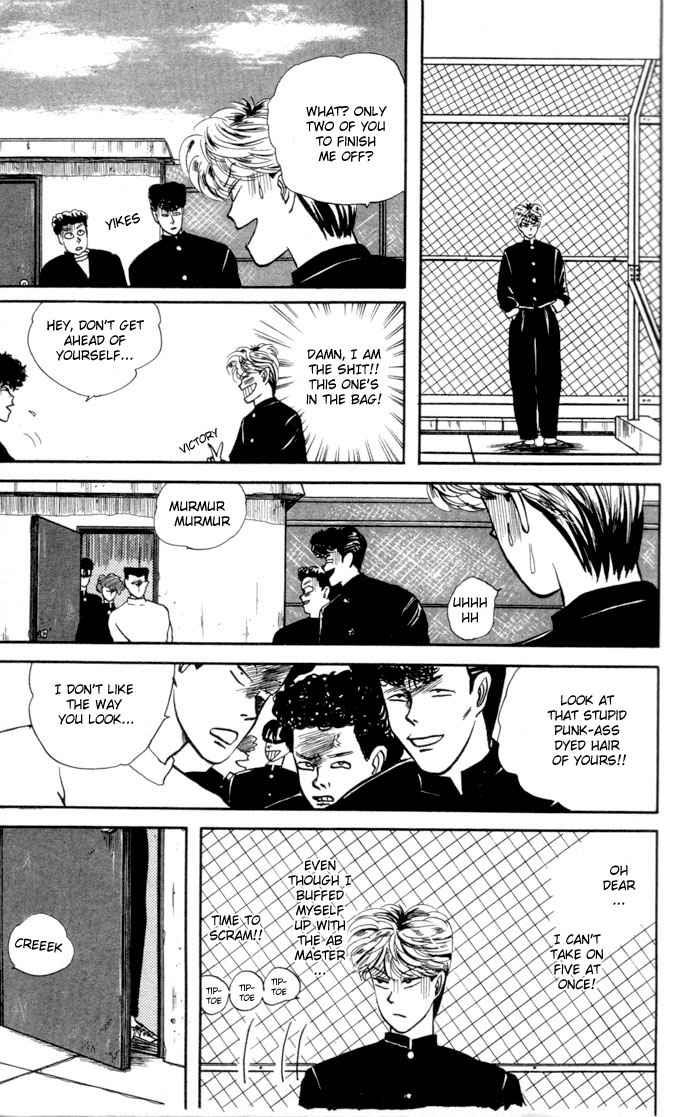 WHAT? ONLY
TWO OF YOU
TO FINISH
ME OFF?
YIKES
DAMN, I AM
THE SHIT!!
THIS ONE'S
IN THE BAG!
VICTORY
HEY, DON'T GET
AHEAD OF
YOURSELF...
UHHH
HH
MURMUR
MURMUR
LOOK AT
THAT STUPID
PUNK-ASS
DYED HAIR
OF YOURS!!
I DON'T LIKE
THE WAY
YOU LOOK...
OH
DEAR
...
I CAN'T
TAKE ON
FIVE AT
ONCE!
EVEN
THOUGH I
BUFFED
MYSELF
UP WITH
THE AB
MASTER
...
TIME TO
SCRAM!!
TIP-
TOE
TIP-
TOE
TIP-
TOE
CREEEK